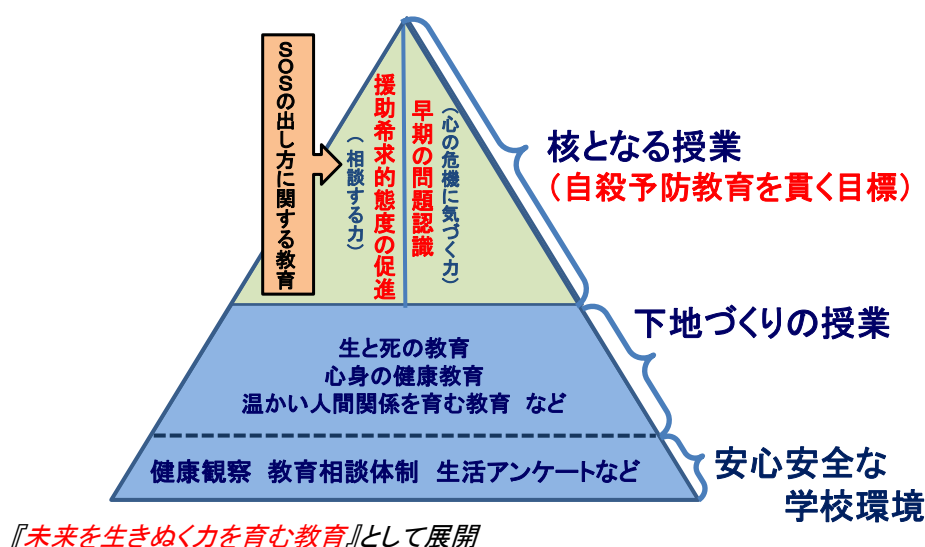 SOSの出し方に関する教育
援助希求的態度の促進
（相談する力）
早期の問題認識
（心の危機に気づく力）
核となる授業
（自殺予防教育を貫く目標）
下地づくりの授業
生と死の教育
心身の健康教育
温かい人間関係を育む教育 など
健康観察 教育相談体制 生活アンケートなど
安心安全な
学校環境
『未来を生きぬく力を育む教育』として展開